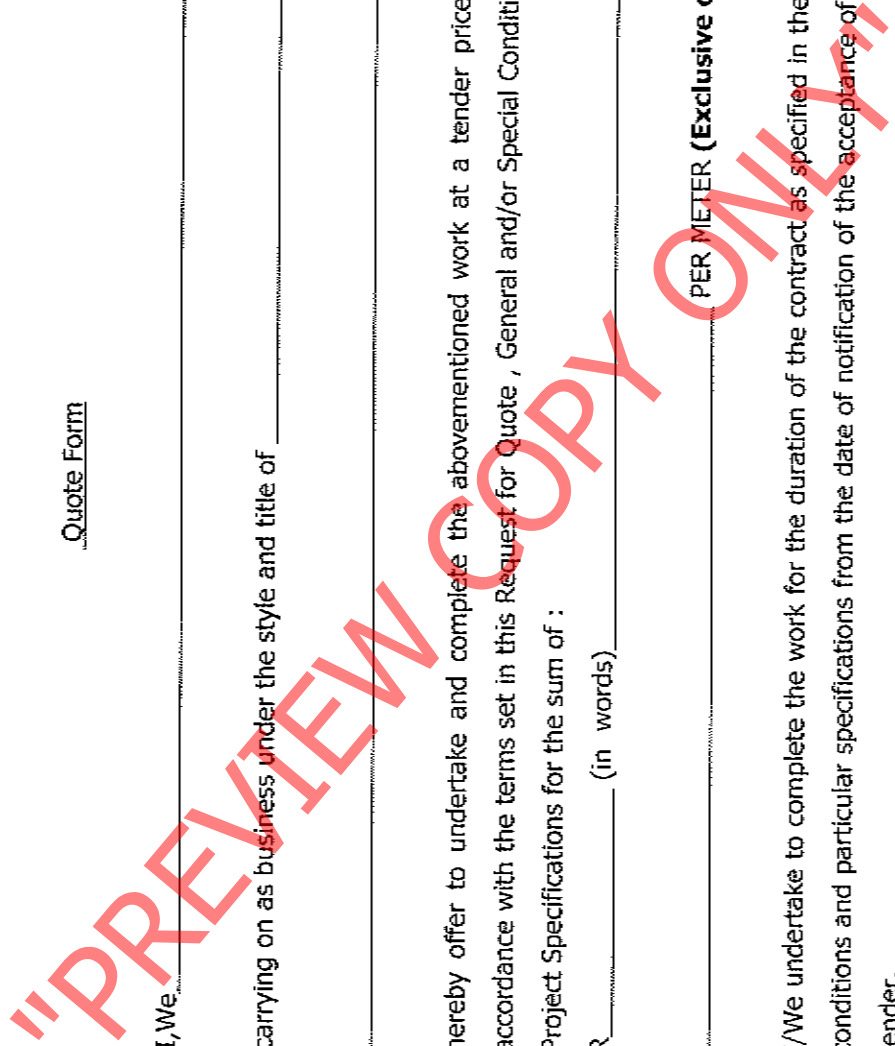 Quote Form
I,We
carrying on as business under the style and title of
hereby offer to undertake and complete the abovementioned work at a tender price
accordance with the terms set in this Request for Quote , General and/or Special Conditi
Project Specifications for the sum of :
R (in words)
PER METER (Exclusive o
/We undertake to complete the work for the duration of the contract as specified in the
onditions and particular specifications from the date of notification of the acceptance of
ender.
"PREVIEW COPY ONLY"